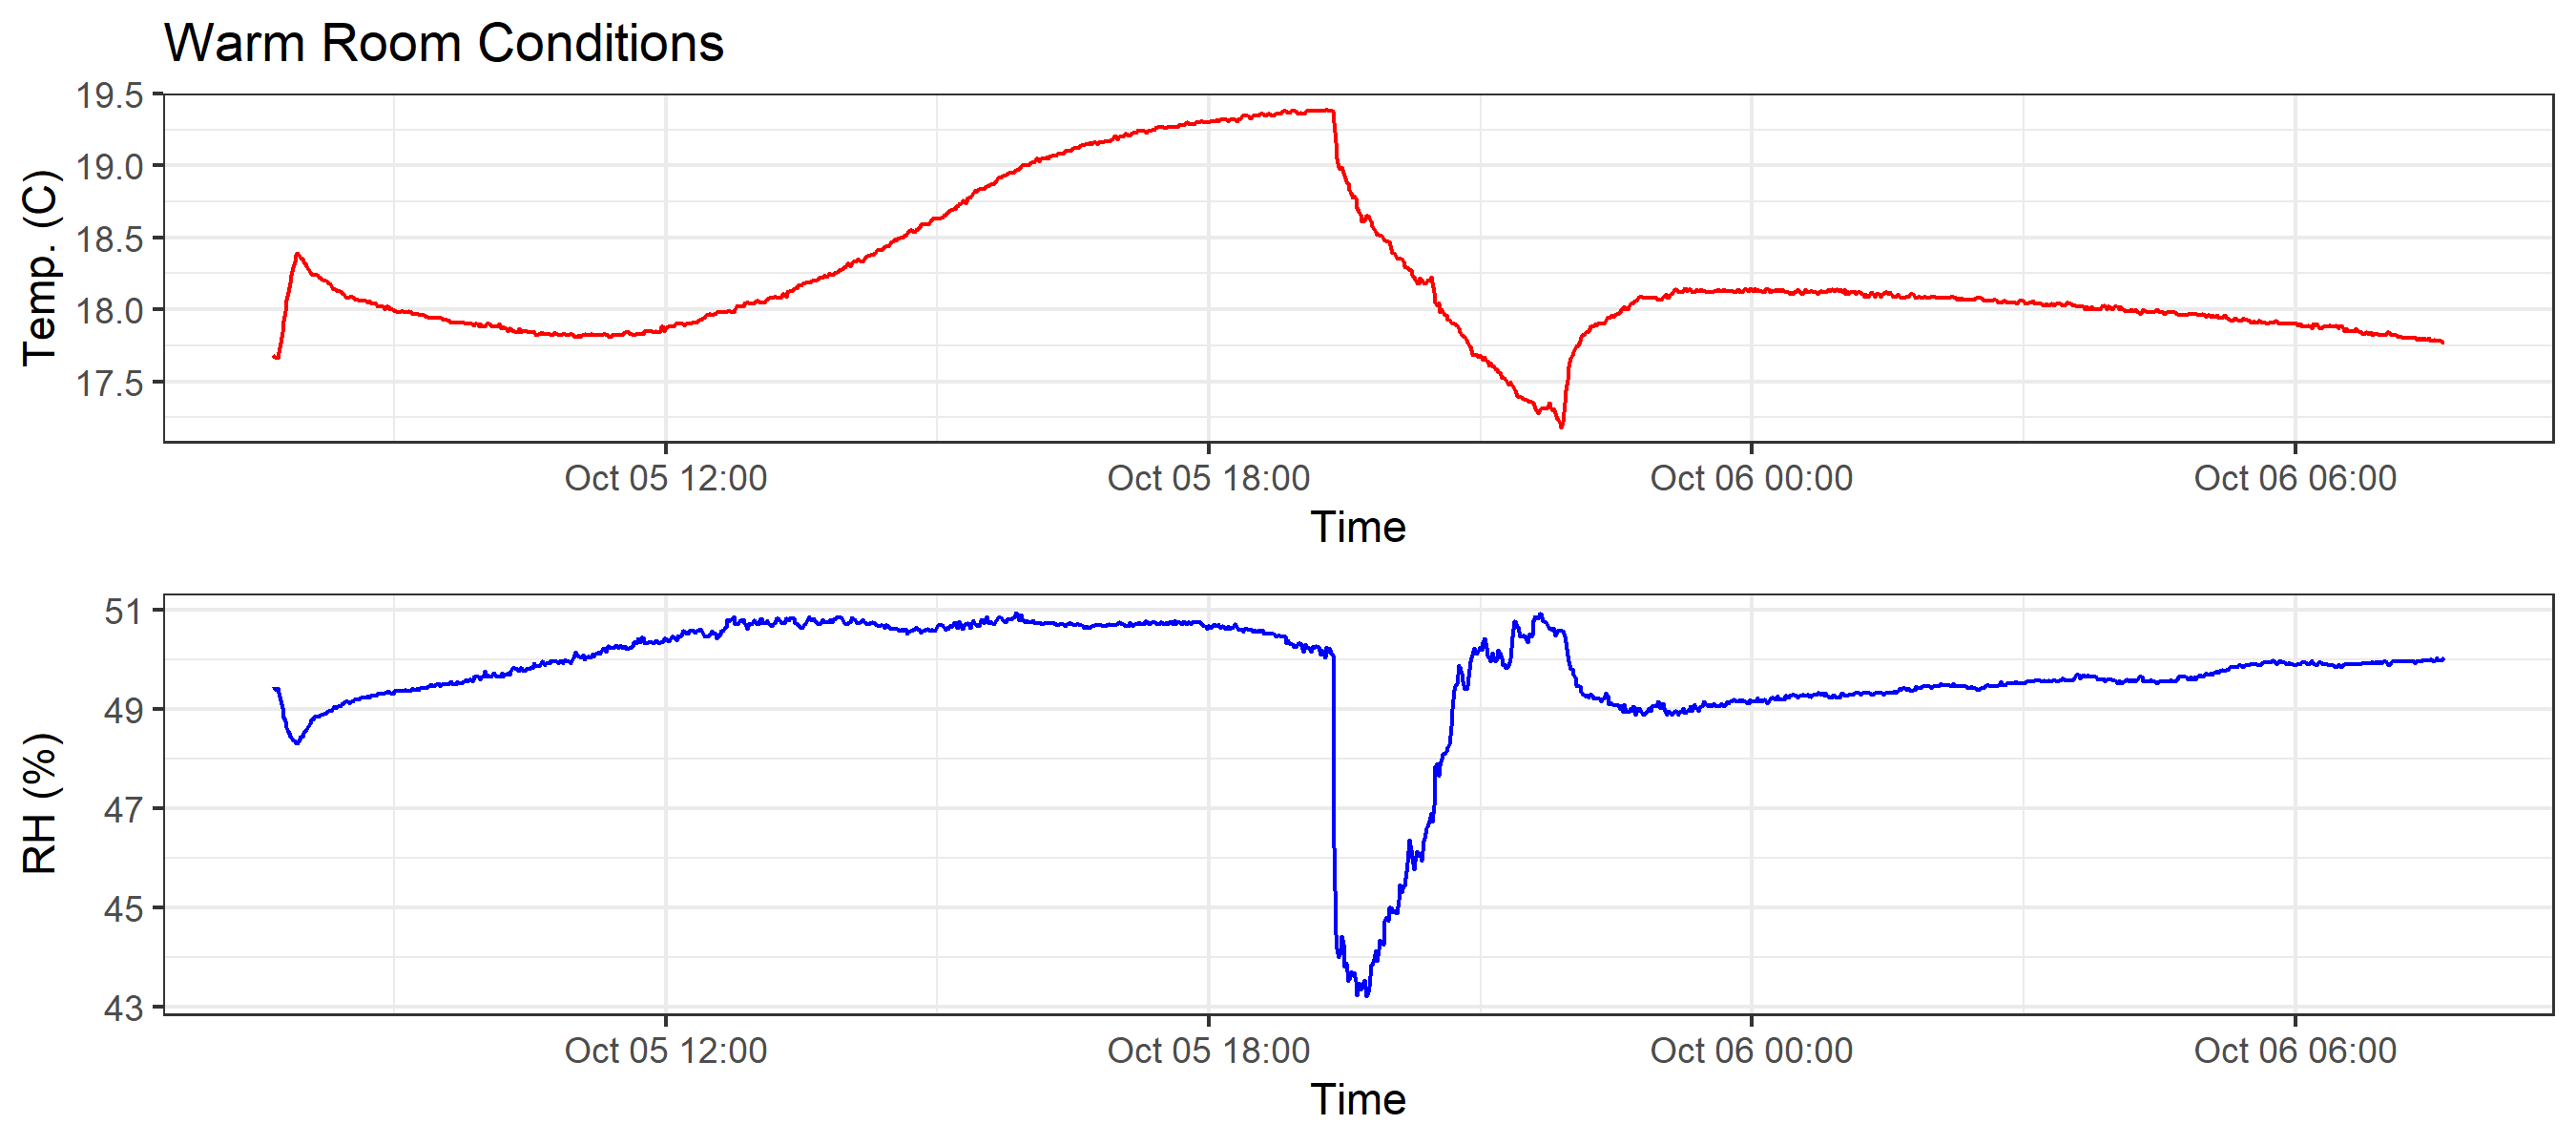 Warm Room Conditions
19.5
19.0
18.5
18.0
17.5
Temp. (C)
Oct 05 12:00 Oct 05 18:00 Oct 06 00:00 Oct 06 06:00
Time
51
49
47
45
43
RH (%)
Oct 05 12:00 Oct 05 18:00 Oct 06 00:00 Oct 06 06:00
Time